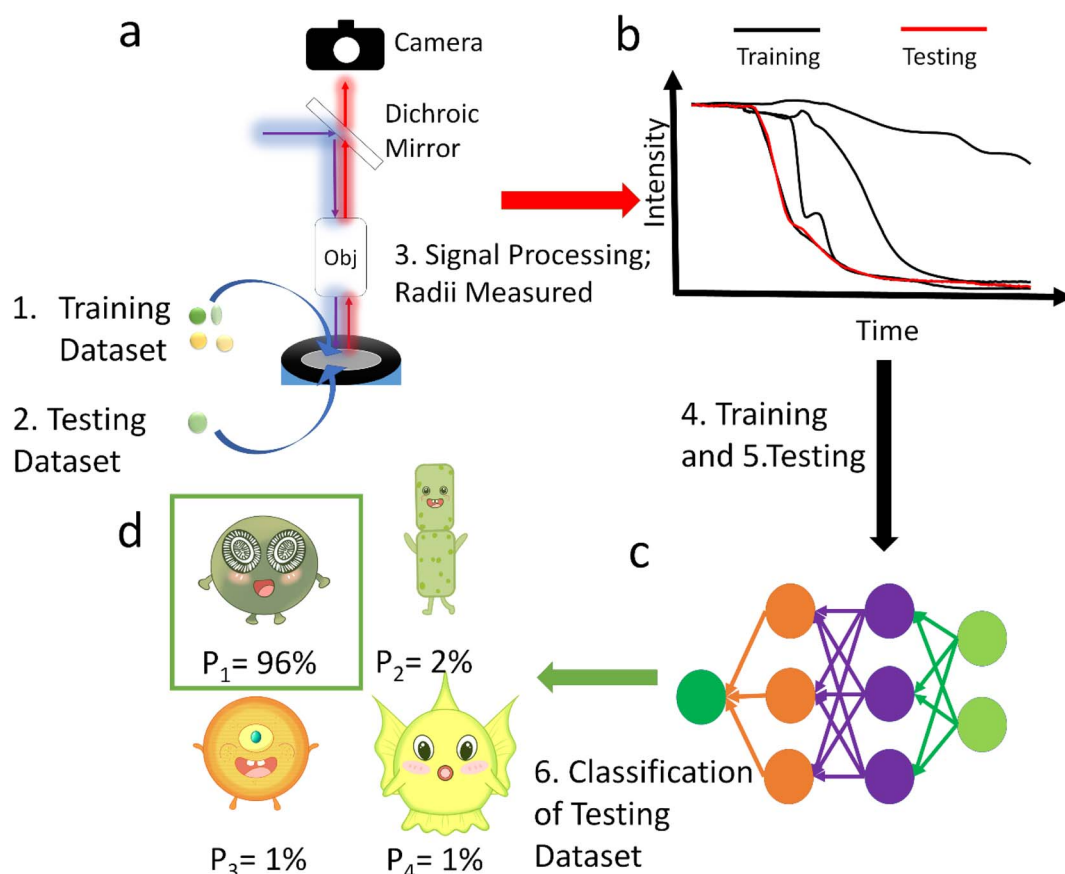 a
Camera
Dichroic
Mirror
Obj
1. Training
Dataset
2. Testing
Dataset
3. Signal Processing;
Radii Measured
b
Training
Testing
Intensity
Time
4. Training
and 5.Testing
c
d
P1= 96%
P2= 2%
P3= 1%
P4= 1%
6. Classification
of Testing
Dataset